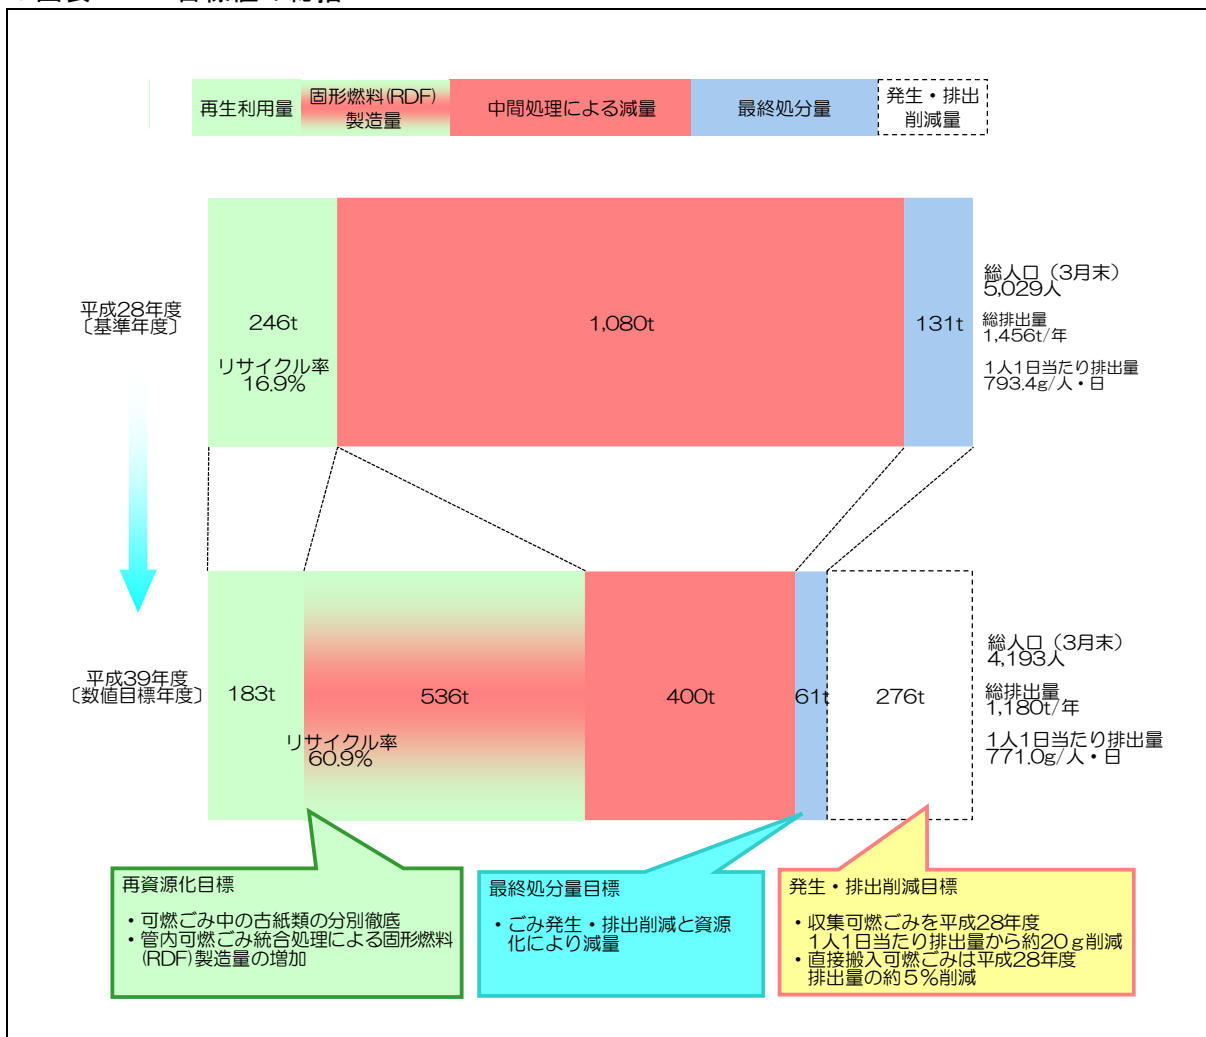 再生利用量
固形燃料(RDF)
製造量
中間処理による減量
最終処分量
発生・排出
削減量
平成28年度
〔基準年度〕
246t
リサイクル率
16.9%
1,080t
131t
総人口（3月末）
5,029人
総排出量
1,456t/年
1人1日当たり排出量
793.4g/人・日
平成39年度
〔数値目標年度〕
183t
536t
リサイクル率
60.9%
400t
61t
276t
総人口（3月末）
4,193人
総排出量
1,180t/年
1人1日当たり排出量
771.0g/人・日
再資源化目標
・可燃ごみ中の古紙類の分別徹底
・管内可燃ごみ統合処理による固形燃料
(RDF)製造量の増加
最終処分量目標
・ごみ発生・排出削減と資源
化により減量
発生・排出削減目標
・収集可燃ごみを平成28年度
1人1日当たり排出量から約20ｇ削減
・直接搬入可燃ごみは平成28年度
排出量の約５％削減